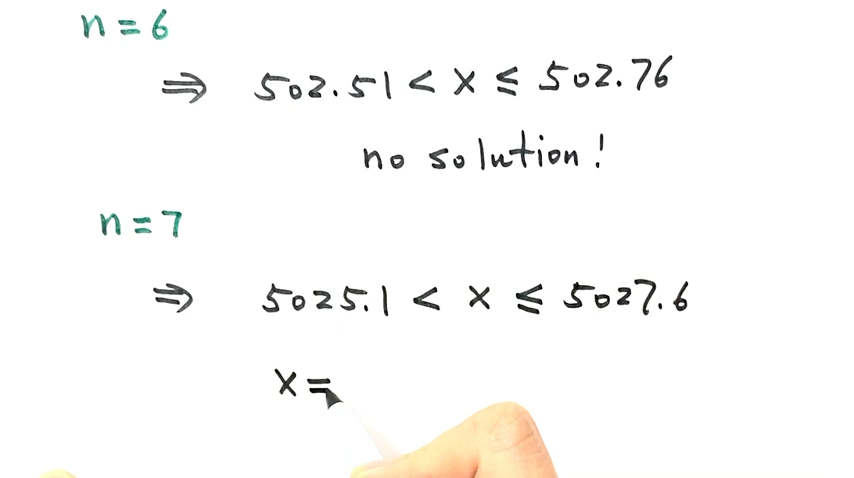 n = 6
⇒ 502.51 < x ≤ 502.76
no solution!
n = 7
⇒ 5025.1 < x ≤ 5027.6
x =